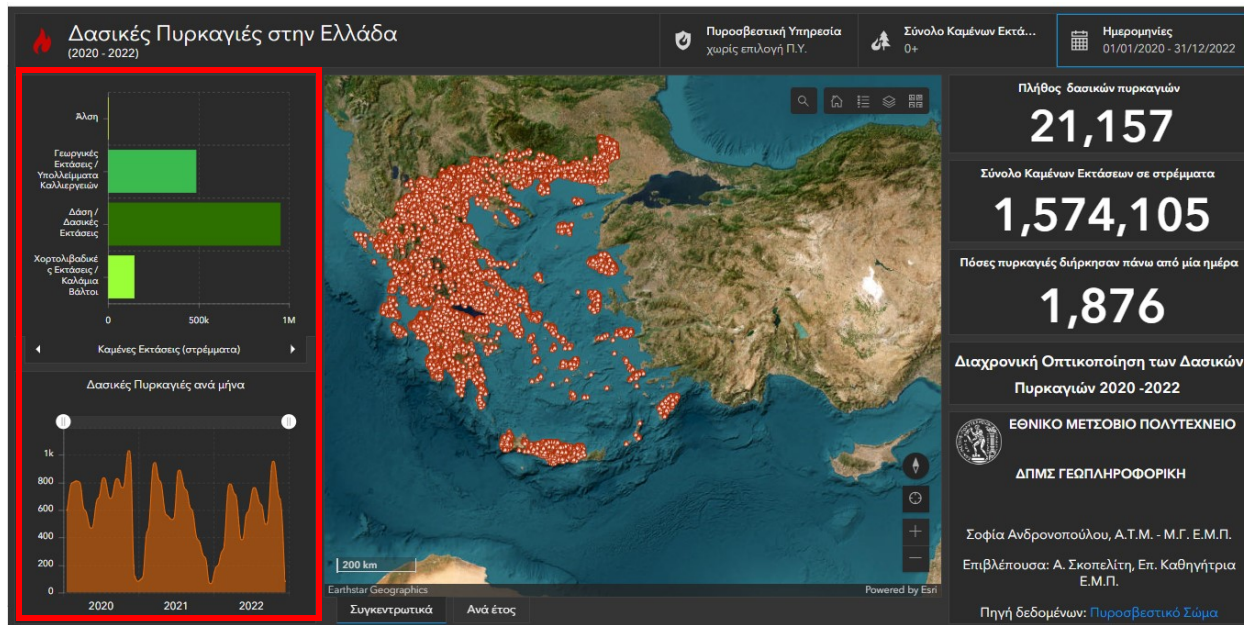 Δασικές Πυρκαγιές στην Ελλάδα
(2020 - 2022)
Πυροσβεστική Υπηρεσία
χωρίς επιλογή Π.Υ.
Σύνολο Καμένων Εκτά...
0+
Ημερομηνίες
01/01/2020 - 31/12/2022
Άλση
Γεωργικές
Εκτάσεις /
Υπολλείμματα
Καλλιεργειών
Δάση /
Δασικές
Εκτάσεις
Χορτολιβαδικέ
ς Εκτάσεις /
Καλάμια
Βάλτοι
0
500k
1M
Καμένες Εκτάσεις (στρέμματα)
Δασικές Πυρκαγιές ανά μήνα
1k
800
600
400
200
0
2020
2021
2022
200 km
Earthstar Geographics
Powered by Esri
Συγκεντρωτικά
Ανά έτος
Πλήθος δασικών πυρκαγιών
21,157
Σύνολο Καμένων Εκτάσεων σε στρέμματα
1,574,105
Πόσες πυρκαγιές διήρκησαν πάνω από μία ημέρα
1,876
Διαχρονική Οπτικοποίηση των Δασικών
Πυρκαγιών 2020 -2022
ΕΘΝΙΚΟ ΜΕΤΣΟΒΙΟ ΠΟΛΥΤΕΧΝΕΙΟ
ΔΠΜΣ ΓΕΩΠΛΗΡΟΦΟΡΙΚΗ
Σοφία Ανδρονοπούλου, Α.Τ.Μ. - Μ.Γ. Ε.Μ.Π.
Επιβλέπουσα: Α. Σκοπελίτη, Επ. Καθηγήτρια
Ε.Μ.Π.
Πηγή δεδομένων: Πυροσβεστικό Σώμα